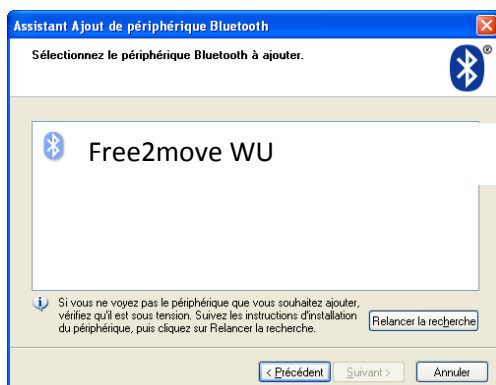 Assistant Ajout de périphérique Bluetooth
Sélectionnez le périphérique Bluetooth à ajouter.
®
Free2move WU
Si vous ne voyez pas le périphérique que vous souhaitez ajouter,
vérifiez qu'il est sous tension. Suivez les instructions d'installation
du périphérique, puis cliquez sur Relancer la recherche.
Relancer la recherche
< Précédent
Suivant >
Annuler